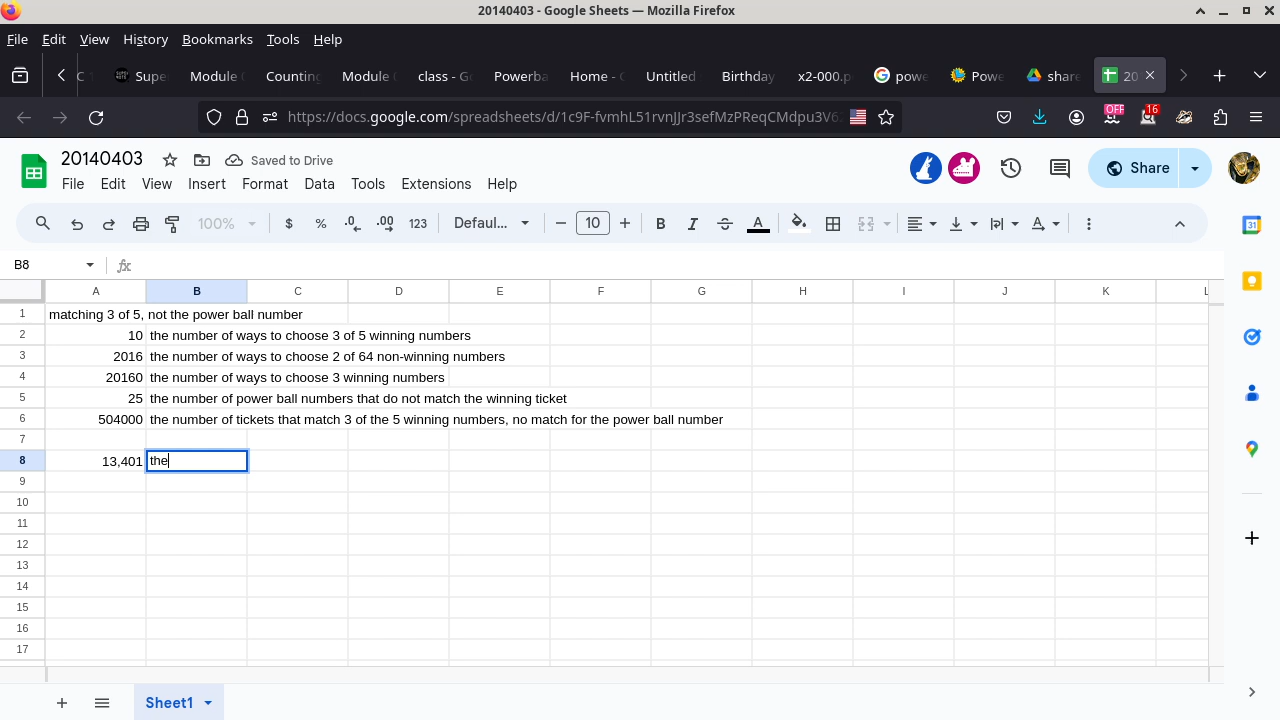 20140403 - Google Sheets — Mozilla Firefox
File Edit View History Bookmarks Tools Help
Supe Module Counting Module class - G Powerba Home - Untitled Birthday x2-000.p powe Powe share 20
https://docs.google.com/spreadsheets/d/1c9F-fvmhL51rvnJJr3sefMzPReqCMdpu3V6 OFF 16
20140403 Saved to Drive Share
File Edit View Insert Format Data Tools Extensions Help
100% $ % .0 .00 123 Defaul... 10 B I S A
B8 fx
A B C D E F G H I J K L
1 matching 3 of 5, not the power ball number
2 10 the number of ways to choose 3 of 5 winning numbers
3 2016 the number of ways to choose 2 of 64 non-winning numbers
4 20160 the number of ways to choose 3 winning numbers
5 25 the number of power ball numbers that do not match the winning ticket
6 504000 the number of tickets that match 3 of the 5 winning numbers, no match for the power ball number
7
8 13,401 the
9
10
11
12
13
14
15
16
17
Sheet1